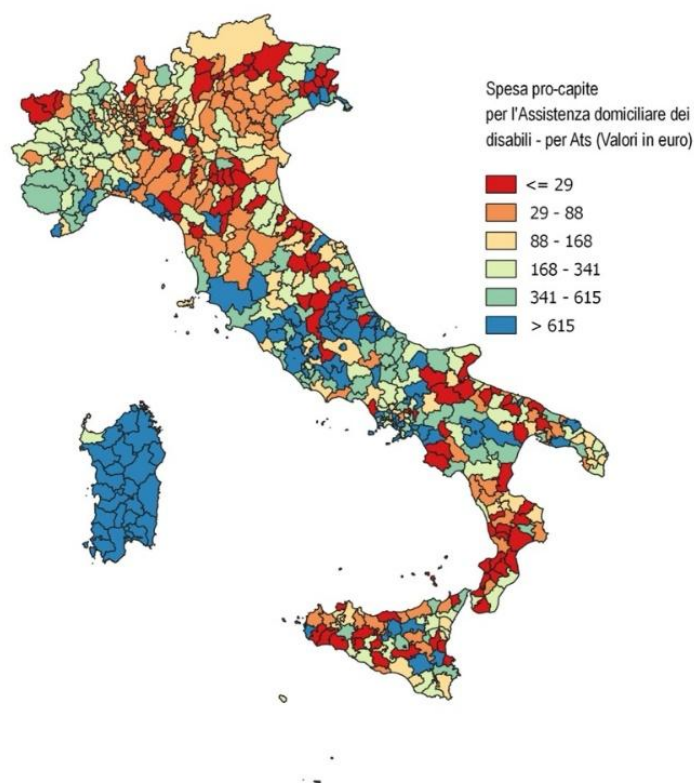 Spesa pro-capite
per l'Assistenza domiciliare dei
disabili - per Ats (Valori in euro)
<= 29
29 - 88
88 - 168
168 - 341
341 - 615
> 615